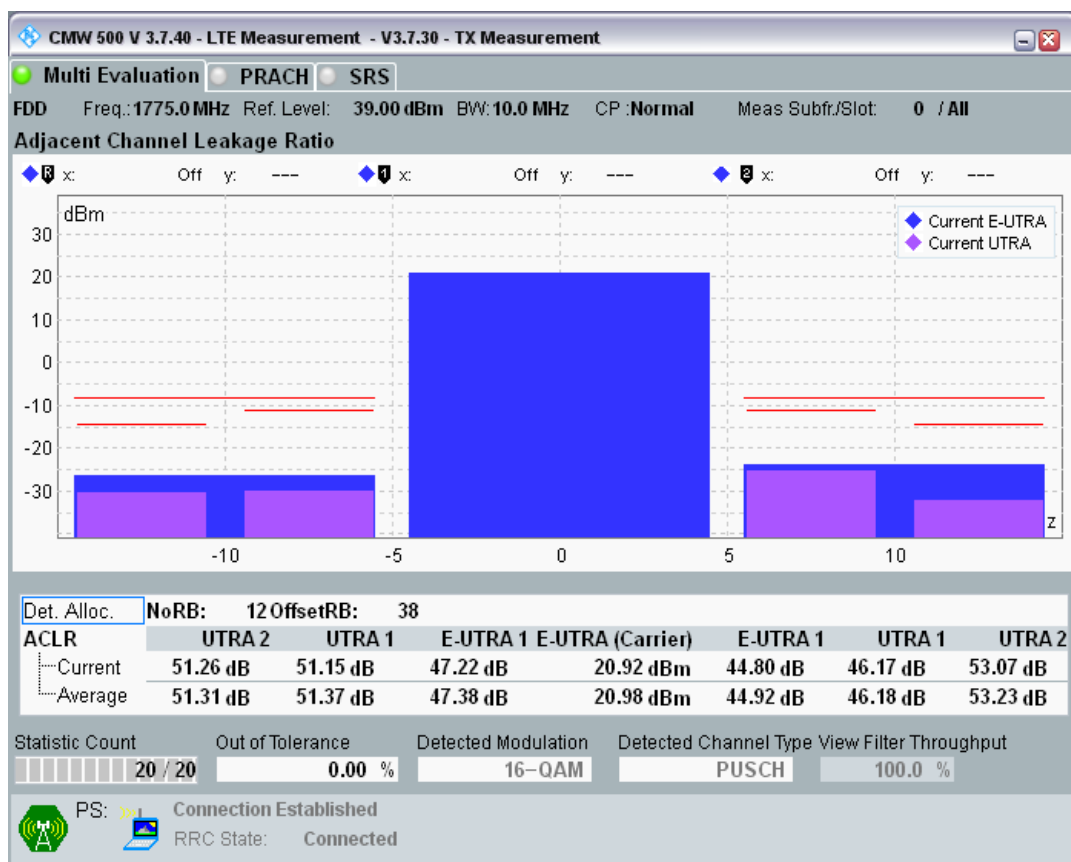 CMW 500 V 3.7.40 - LTE Measurement - V3.7.30 - TX Measurement
Multi Evaluation PRACH SRS
FDD Freq.: 1775.0 MHz Ref. Level: 39.00 dBm BW: 10.0 MHz CP :Normal Meas Subfr./Slot: 0 / All
Adjacent Channel Leakage Ratio
R x: Off y: --- 1 x: Off y: --- 2 x: Off y: ---
dBm
Current E-UTRA
Current UTRA
30
20
10
0
-10
-20
-30
z
-10 -5 0 5 10
Det. Alloc. NoRB: 12 OffsetRB: 38
ACLR UTRA 2 UTRA 1 E-UTRA 1 E-UTRA (Carrier) E-UTRA 1 UTRA 1 UTRA 2
Current 51.26 dB 51.15 dB 47.22 dB 20.92 dBm 44.80 dB 46.17 dB 53.07 dB
Average 51.31 dB 51.37 dB 47.38 dB 20.98 dBm 44.92 dB 46.18 dB 53.23 dB
Statistic Count Out of Tolerance Detected Modulation Detected Channel Type View Filter Throughput
20 / 20 0.00 % 16-QAM PUSCH 100.0 %
PS: Connection Established
RRC State: Connected